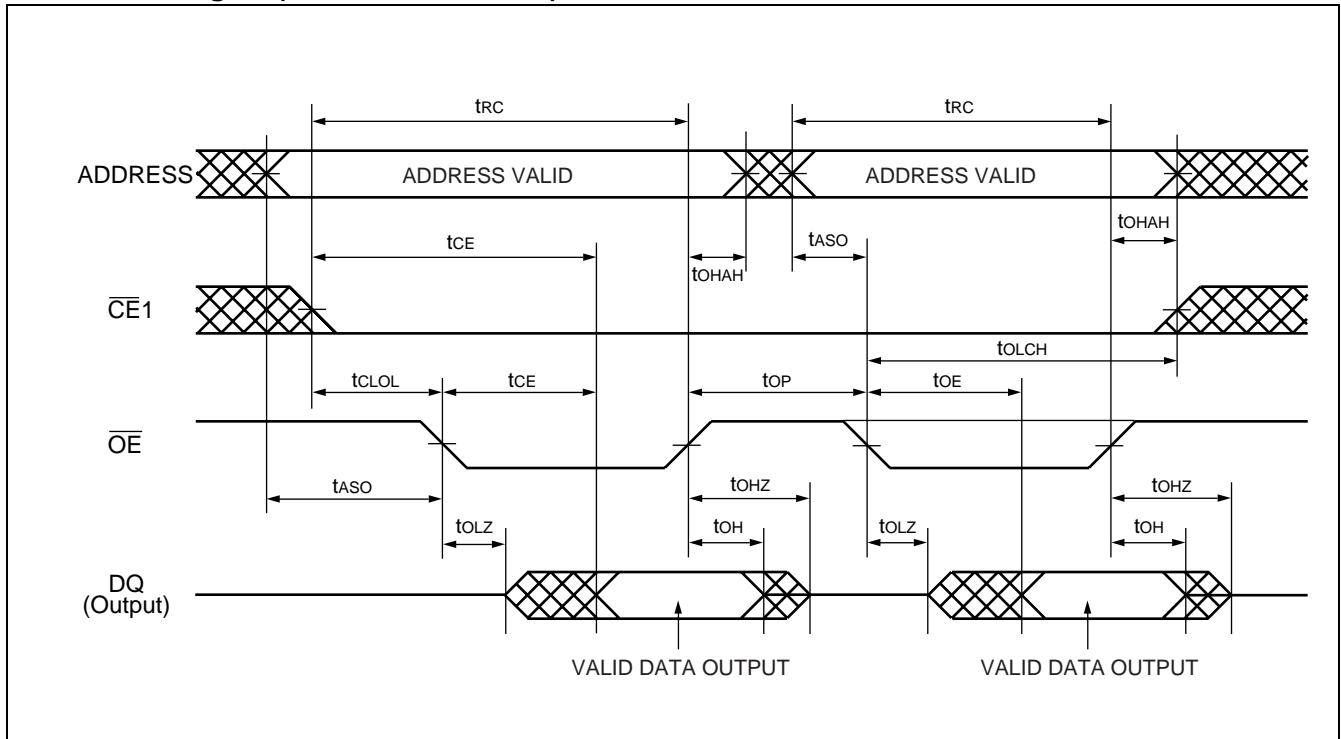 tRC tRC
ADDRESS ADDRESS VALID ADDRESS VALID
tCE tOHAH tASO tOHAH
CE1
tOLCH
tCLOL tCE tOP tOE
OE
tASO tOHZ tOHZ
tOLZ tOH tOLZ tOH
DQ
(Output)
VALID DATA OUTPUT VALID DATA OUTPUT